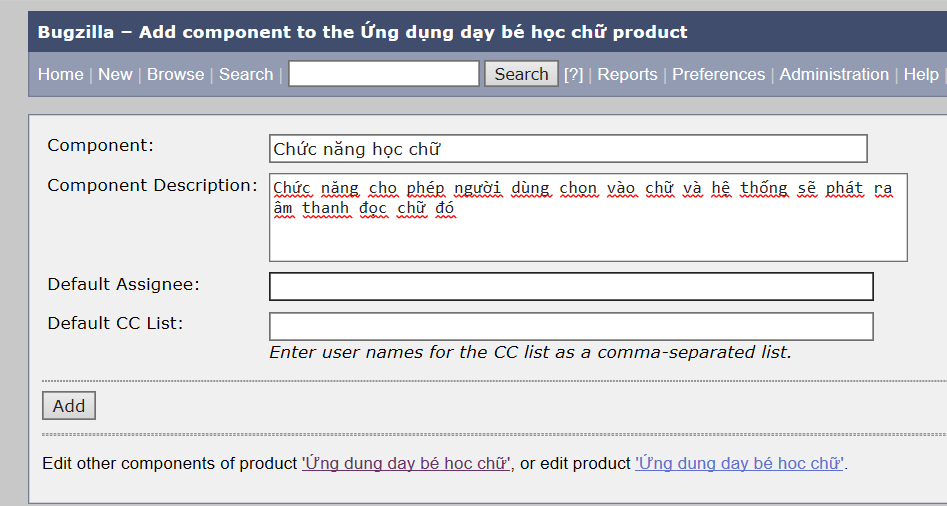 Bugzilla – Add component to the Ứng dụng dạy bé học chữ product
Home | New | Browse | Search | Search [?] | Reports | Preferences | Administration | Help |
Component: Chức năng học chữ
Component Description: Chức năng cho phép người dùng chọn vào chữ và hệ thống sẽ phát ra
âm thanh đọc chữ đó
Default Assignee:
Default CC List:
Enter user names for the CC list as a comma-separated list.
Add
Edit other components of product 'Ứng dụng dạy bé học chữ', or edit product 'Ứng dụng dạy bé học chữ'.